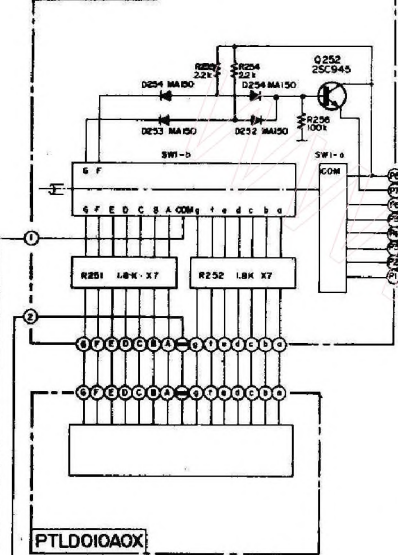 Q252
2SC945
R255 R254
2.2k 2.2k
D254 MA150 D254 MA150
R256
100k
D253 MA150 D252 MA150
SW1-b SW1-a
G F COM
G F E D C B A COM g f e d c b a
1
R251 1.8K X7 R252 1.8K X7
2
G F E D C B A g f e d c b a
G F E D C B A g f e d c b a
PTLD010A0X